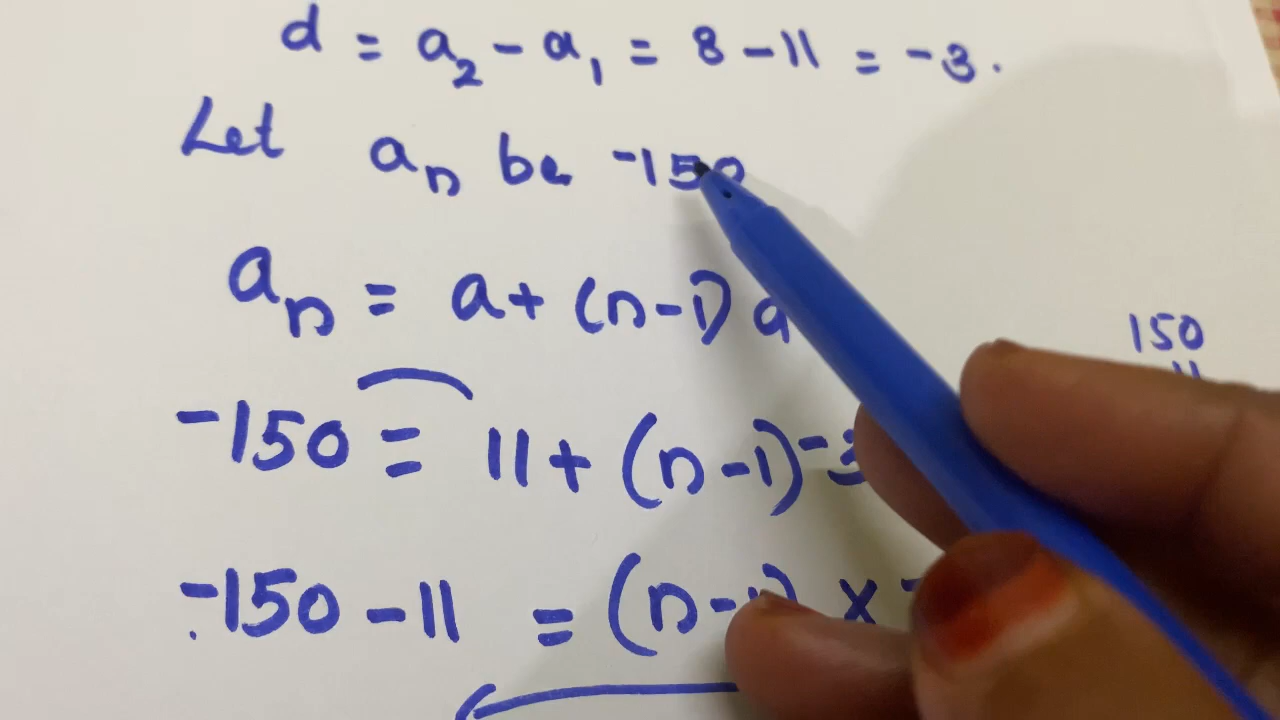 d = a₂ - a₁ = 8 - 11 = -3.
Let aₙ be -150
aₙ = a + (n-1) d
-150 = 11 + (n-1) -3
-150 - 11 = (n-1) × -
150
11